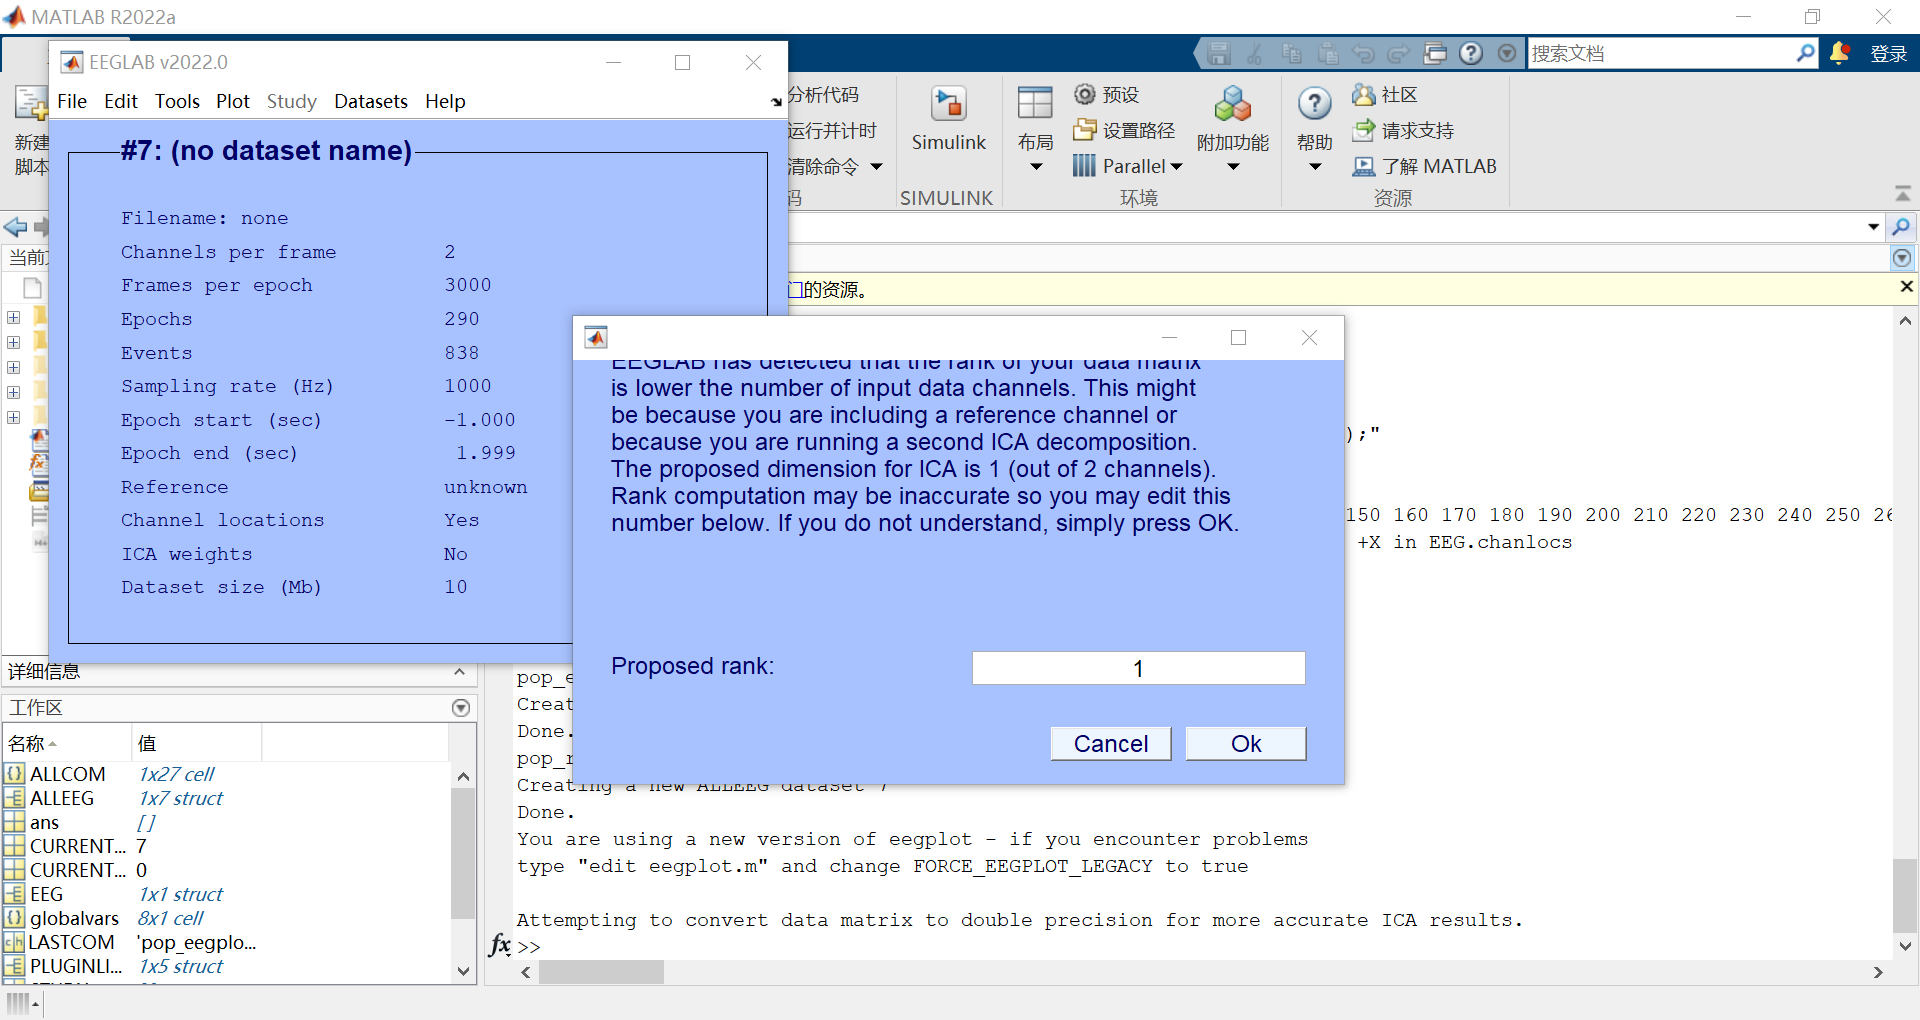 MATLAB R2022a
搜索文档
登录
EEGLAB v2022.0
File Edit Tools Plot Study Datasets Help
新建
脚本
分析代码
运行并计时
清除命令
码
Simulink
SIMULINK
布局
预设
设置路径
Parallel
附加功能
环境
帮助
社区
请求支持
了解 MATLAB
资源
当前
门的资源。
#7: (no dataset name)
Filename: none
Channels per frame 2
Frames per epoch 3000
Epochs 290
Events 838
Sampling rate (Hz) 1000
Epoch start (sec) -1.000
Epoch end (sec) 1.999
Reference unknown
Channel locations Yes
ICA weights No
Dataset size (Mb) 10
EEGLAB has detected that the rank of your data matrix
is lower the number of input data channels. This might
be because you are including a reference channel or
because you are running a second ICA decomposition.
The proposed dimension for ICA is 1 (out of 2 channels).
Rank computation may be inaccurate so you may edit this
number below. If you do not understand, simply press OK.
Proposed rank: 1
Cancel Ok
);"
150 160 170 180 190 200 210 220 230 240 250 26
+X in EEG.chanlocs
详细信息
工作区
名称 值
ALLCOM 1x27 cell
ALLEEG 1x7 struct
ans []
CURRENT... 7
CURRENT... 0
EEG 1x1 struct
globalvars 8x1 cell
LASTCOM 'pop_eegplo...
PLUGINLI... 1x5 struct
pop_e
Creat
Done.
pop_r
Creating a new ALLEEG dataset 7
Done.
You are using a new version of eegplot - if you encounter problems
type "edit eegplot.m" and change FORCE_EEGPLOT_LEGACY to true
Attempting to convert data matrix to double precision for more accurate ICA results.
fx >>